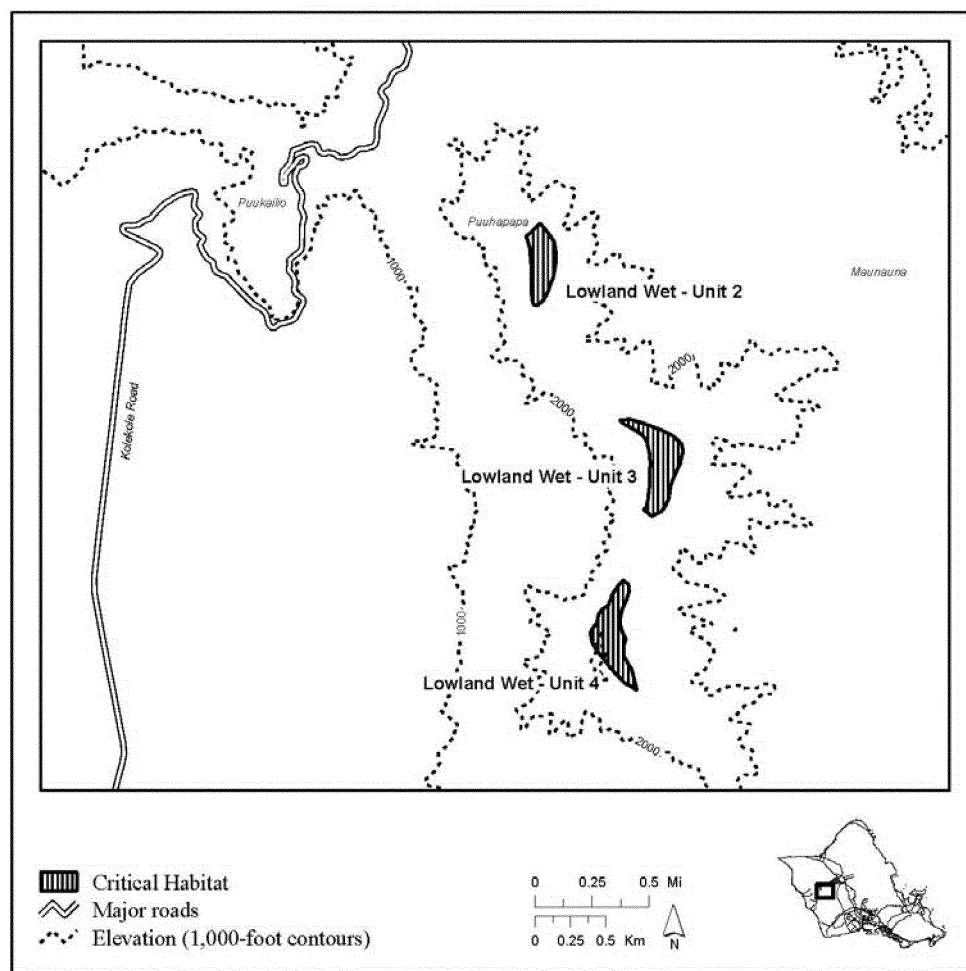 Puukailio
Puuhapapa
1000
Maunauna
Lowland Wet - Unit 2
2000
2000
Kolekole Road
Lowland Wet - Unit 3
1000
Lowland Wet - Unit 4
2000
Critical Habitat
Major roads
Elevation (1,000-foot contours)
0 0.25 0.5 Mi
0 0.25 0.5 Km
N